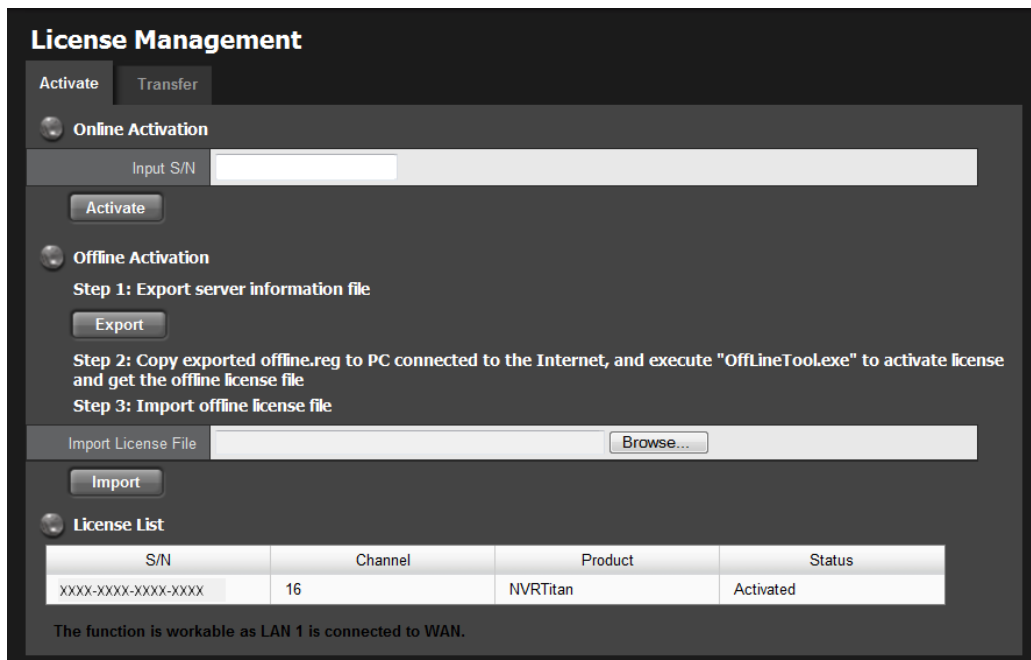 License Management
Activate Transfer
Online Activation
Input S/N
Activate
Offline Activation
Step 1: Export server information file
Export
Step 2: Copy exported offline.reg to PC connected to the Internet, and execute "OffLineTool.exe" to activate license
and get the offline license file
Step 3: Import offline license file
Import License File Browse...
Import
License List
S/N Channel Product Status
XXXX-XXXX-XXXX-XXXX 16 NVRTitan Activated
The function is workable as LAN 1 is connected to WAN.